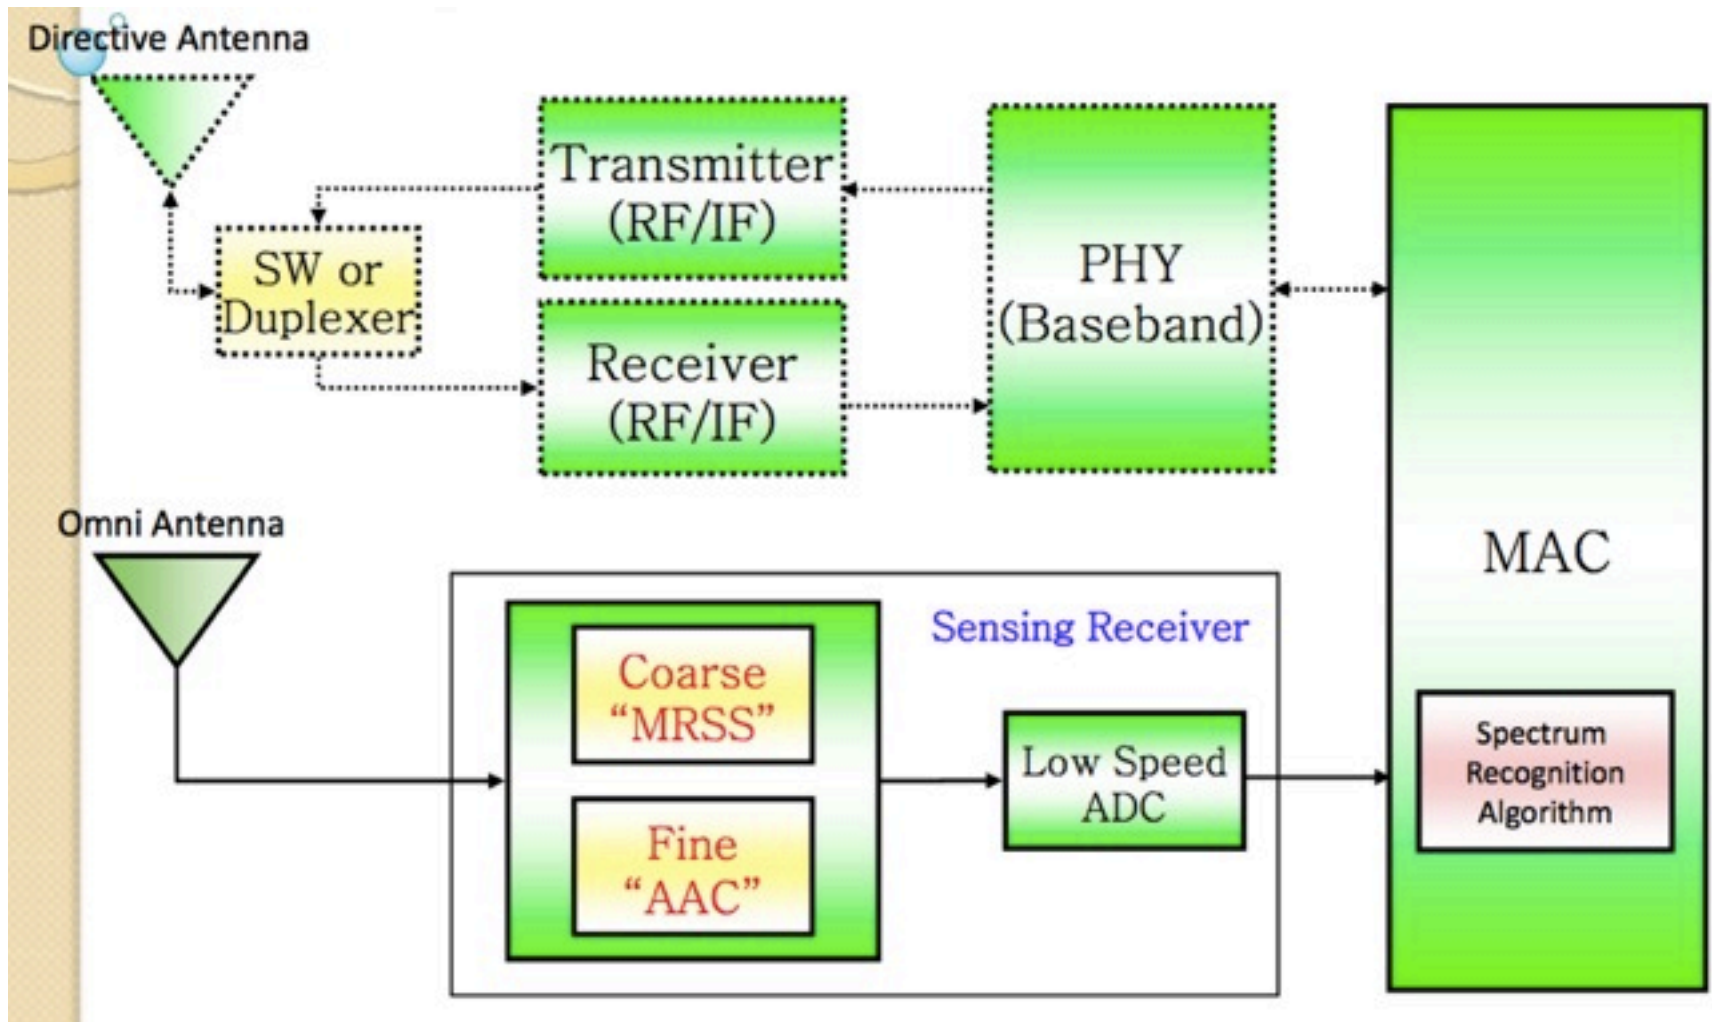 Directive Antenna
Transmitter
(RF/IF)
SW or
Duplexer
Receiver
(RF/IF)
PHY
(Baseband)
MAC
Omni Antenna
Sensing Receiver
Coarse
“MRSS”
Fine
“AAC”
Low Speed
ADC
Spectrum
Recognition
Algorithm